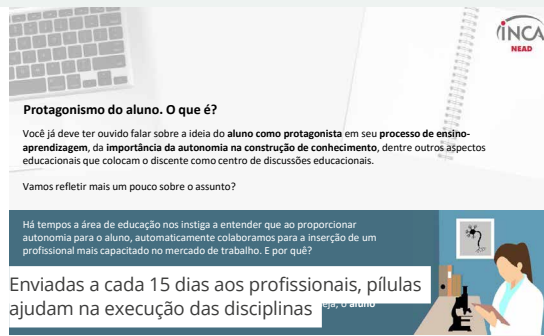 INCA
NEAD
Protagonismo do aluno. O que é?
Você já deve ter ouvido falar sobre a ideia do aluno como protagonista em seu processo de ensino-
aprendizagem, da importância da autonomia na construção de conhecimento, dentre outros aspectos
educacionais que colocam o discente como centro de discussões educacionais.
Vamos refletir mais um pouco sobre o assunto?
Há tempos a área de educação nos instiga a entender que ao proporcionar
autonomia para o aluno, automaticamente colaboramos para a inserção de um
profissional mais capacitado no mercado de trabalho. E por quê?
Enviadas a cada 15 dias aos profissionais, pílulas
ajudam na execução das disciplinas
o aluno